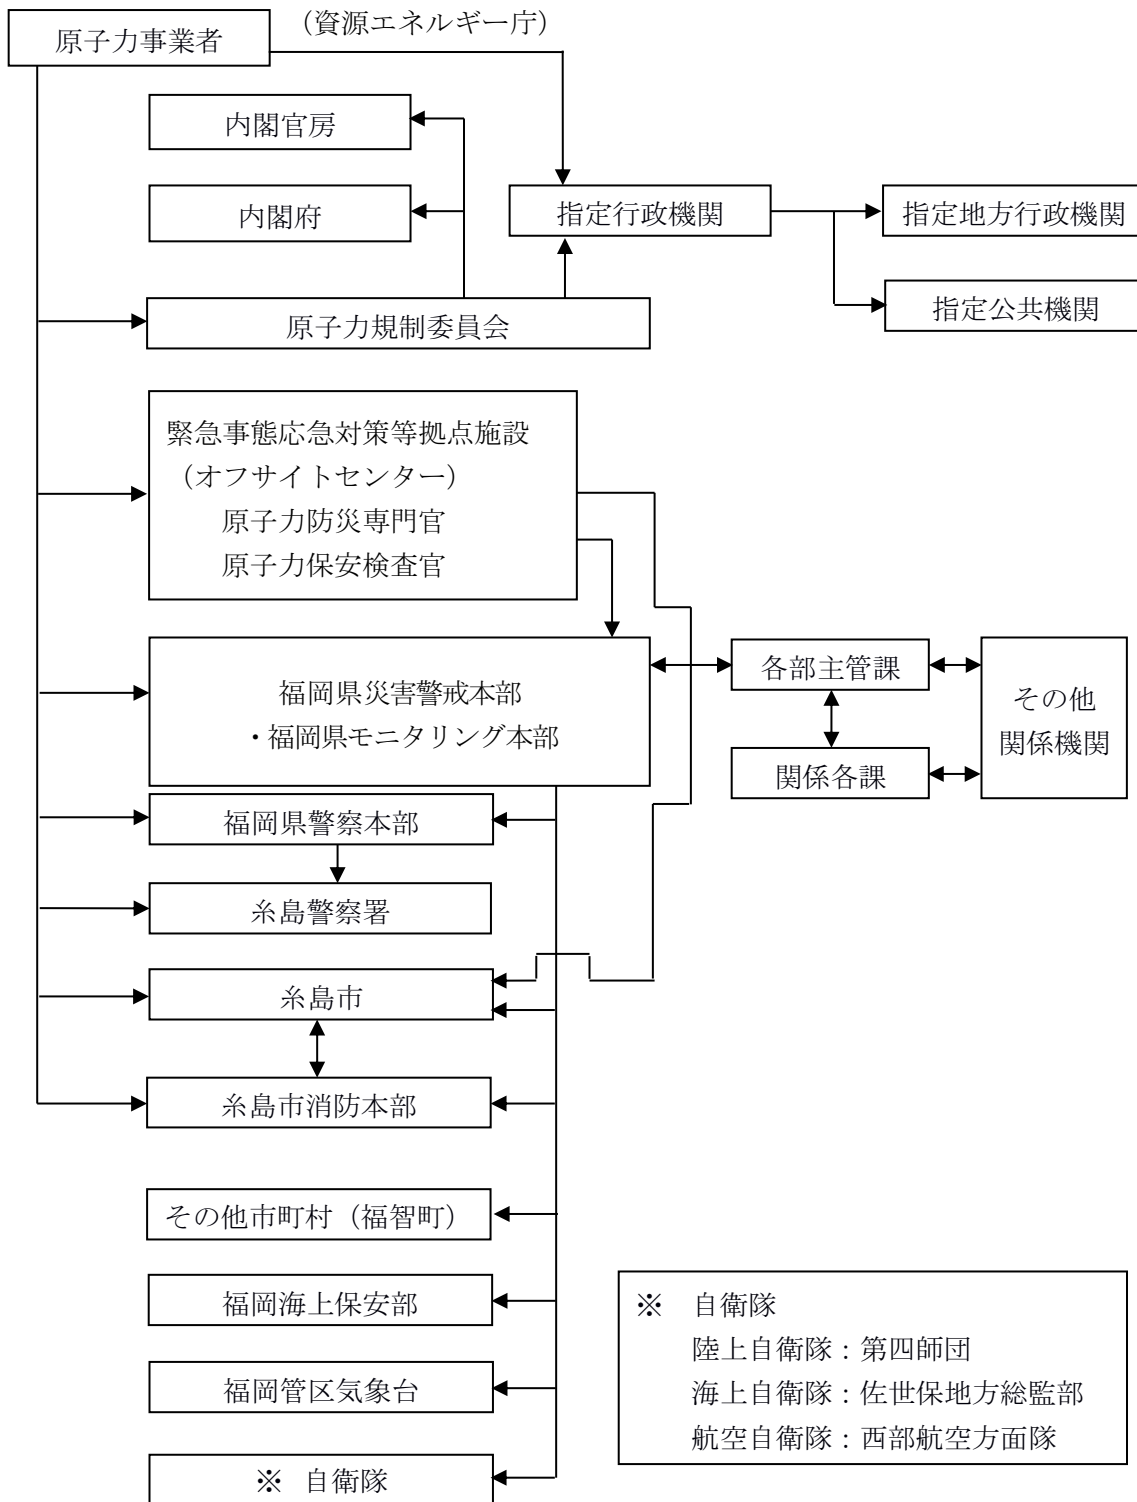 原子力事業者
（資源エネルギー庁）
内閣官房
内閣府
指定行政機関
指定地方行政機関
指定公共機関
原子力規制委員会
緊急事態応急対策等拠点施設
（オフサイトセンター）
原子力防災専門官
原子力保安検査官
福岡県災害警戒本部
・福岡県モニタリング本部
各部主管課
関係各課
その他
関係機関
福岡県警察本部
糸島警察署
糸島市
糸島市消防本部
その他市町村（福智町）
福岡海上保安部
福岡管区気象台
※　自衛隊
※　自衛隊
陸上自衛隊：第四師団
海上自衛隊：佐世保地方総監部
航空自衛隊：西部航空方面隊